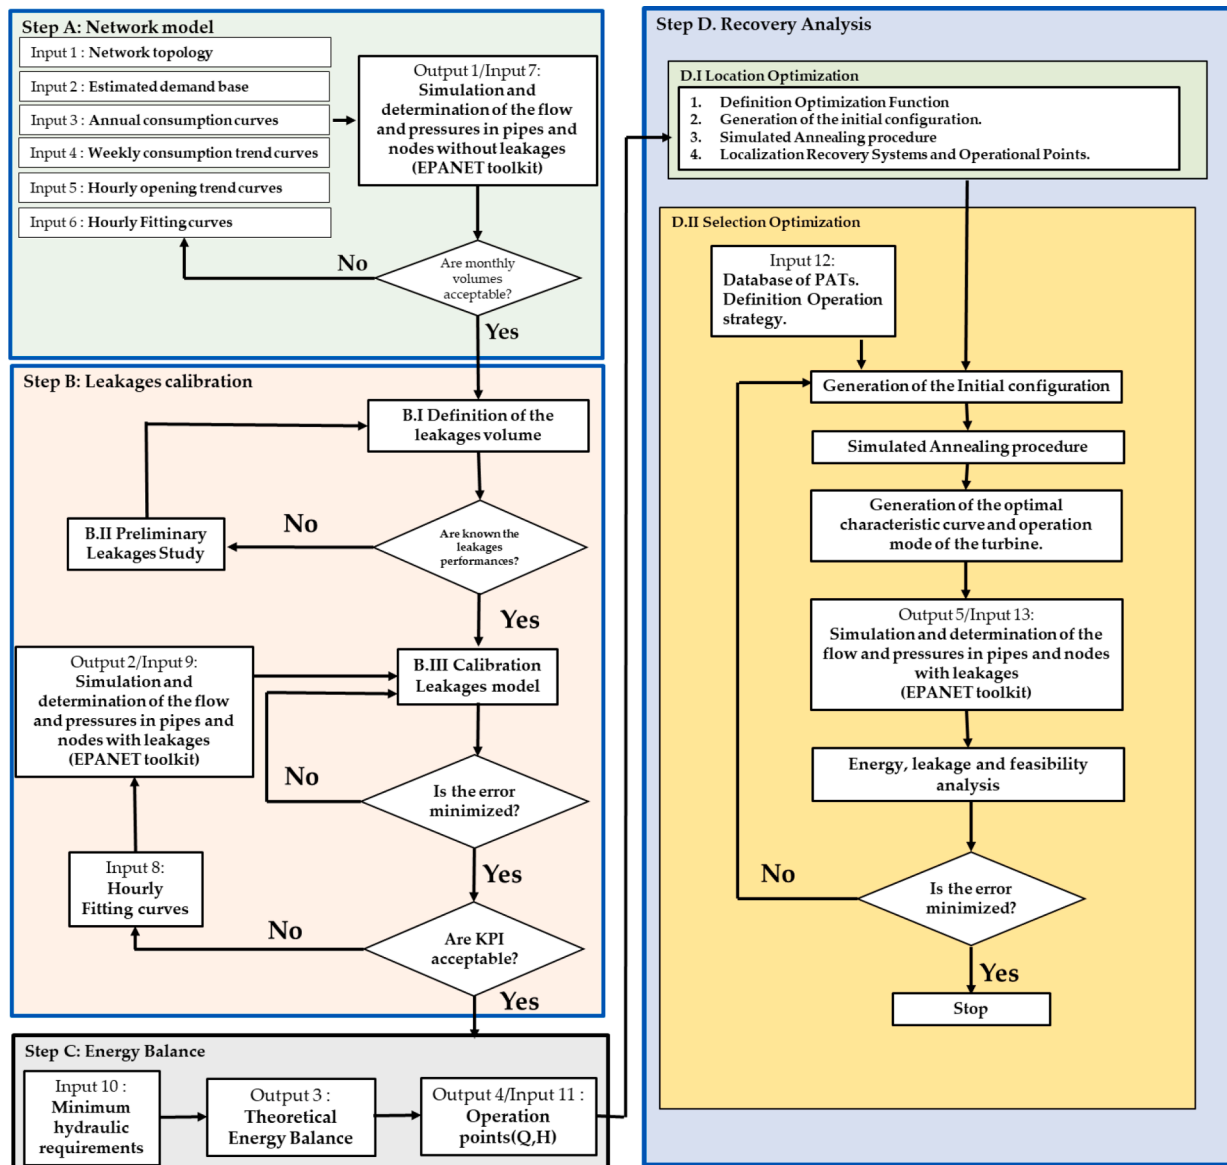 Step A: Network model
Input 1 : Network topology
Input 2 : Estimated demand base
Input 3 : Annual consumption curves
Input 4 : Weekly consumption trend curves
Input 5 : Hourly opening trend curves
Input 6 : Hourly Fitting curves
Output 1/Input 7:
Simulation and
determination of the flow
and pressures in pipes and
nodes without leakages
(EPANET toolkit)
No
Are monthly
volumes
acceptable?
Yes
Step B: Leakages calibration
B.I Definition of the
leakages volume
No
B.II Preliminary
Leakages Study
Are known the
leakages
performances?
Yes
Output 2/Input 9:
Simulation and
determination of the flow
and pressures in pipes and
nodes with leakages
(EPANET toolkit)
B.III Calibration
Leakages model
No
Is the error
minimized?
Yes
Input 8:
Hourly
Fitting curves
No
Are KPI
acceptable?
Yes
Step C: Energy Balance
Input 10 :
Minimum
hydraulic
requirements
Output 3 :
Theoretical
Energy Balance
Output 4/Input 11 :
Operation
points(Q,H)
Step D. Recovery Analysis
D.I Location Optimization
1. Definition Optimization Function
2. Generation of the initial configuration.
3. Simulated Annealing procedure
4. Localization Recovery Systems and Operational Points.
D.II Selection Optimization
Input 12:
Database of PATs.
Definition Operation
strategy.
Generation of the Initial configuration
Simulated Annealing procedure
Generation of the optimal
characteristic curve and operation
mode of the turbine.
Output 5/Input 13:
Simulation and determination of the
flow and pressures in pipes and nodes
with leakages
(EPANET toolkit)
Energy, leakage and feasibility
analysis
No
Is the error
minimized?
Yes
Stop